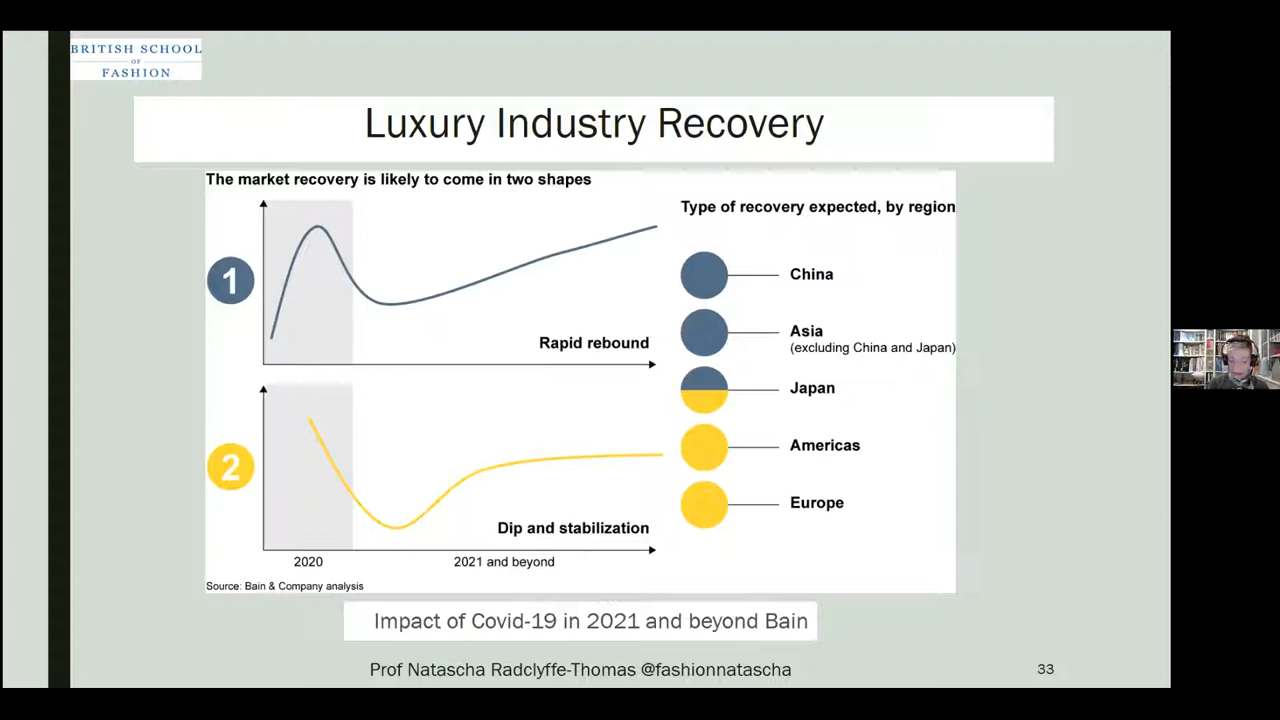 BRITISH SCHOOL
OF
FASHION
Luxury Industry Recovery
The market recovery is likely to come in two shapes
1
Rapid rebound
2
Dip and stabilization
2020
2021 and beyond
Source: Bain & Company analysis
Type of recovery expected, by region
China
Asia
(excluding China and Japan)
Japan
Americas
Europe
Impact of Covid-19 in 2021 and beyond Bain
Prof Natascha Radclyffe-Thomas @fashionnatascha
33